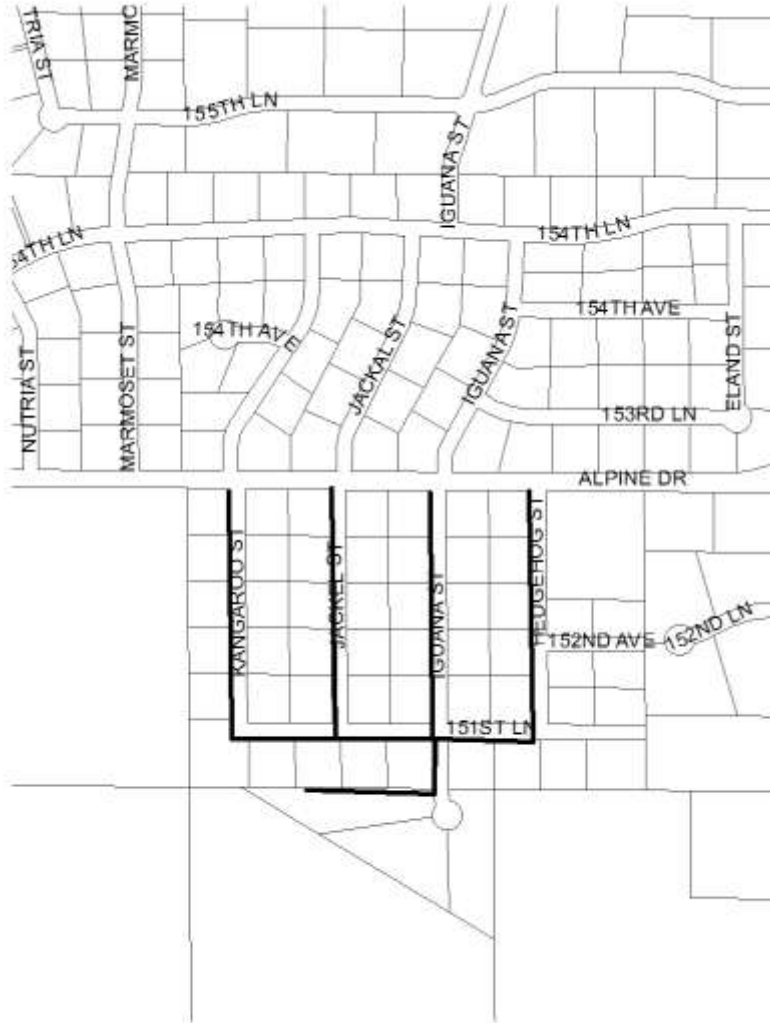 TRIA ST
MARMC
155TH LN
IGUANA ST
54TH LN
154TH LN
154TH AVE
154TH AVE
NUTRIA ST
MARMOSET ST
JACKAL ST
IGUANA ST
ELAND ST
153RD LN
ALPINE DR
KANGAROO ST
JACKEL ST
IGUANA ST
HEDGEHOG ST
152ND AVE
152ND LN
151ST LN